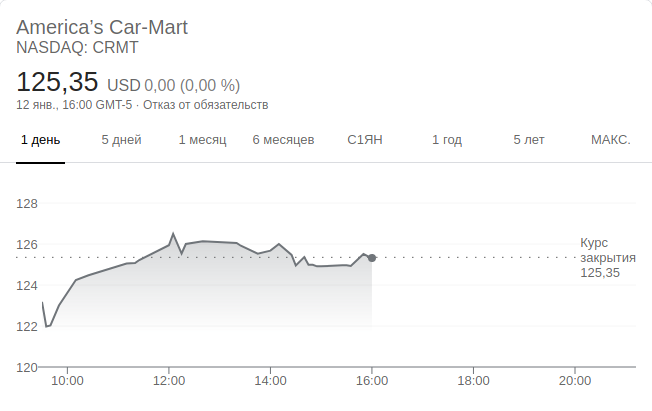 America’s Car-Mart
NASDAQ: CRMT
125,35 USD 0,00 (0,00 %)
12 янв., 16:00 GMT-5 · Отказ от обязательств
1 день 5 дней 1 месяц 6 месяцев С1ЯН 1 год 5 лет МАКС.
128
126
124
122
120
Курс
закрытия
125,35
10:00 12:00 14:00 16:00 18:00 20:00